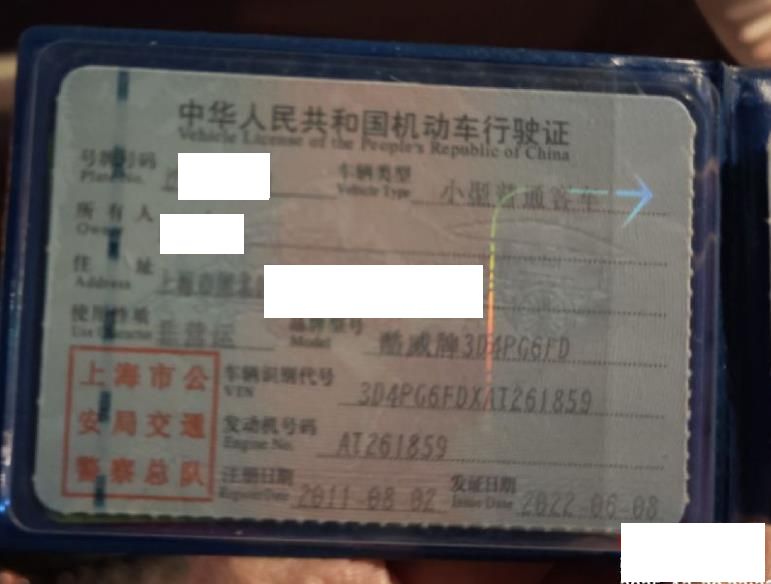 中华人民共和国机动车行驶证
Vehicle License of the People's Republic of China
号牌号码 车辆类型 小型普通客车
Plate No. Vehicle Type
所有人
Owner
住址 上海市
Address
使用性质 非营运 品牌型号 酷威牌3D4PG6FD
Use Character Model
上海市公
安局交通
警察总队
车辆识别代号 3D4PG6FDXAT261859
VIN
发动机号码 AT261859
Engine No.
注册日期 2011-08-02 发证日期 2022-06-08
Register Date Issue Date